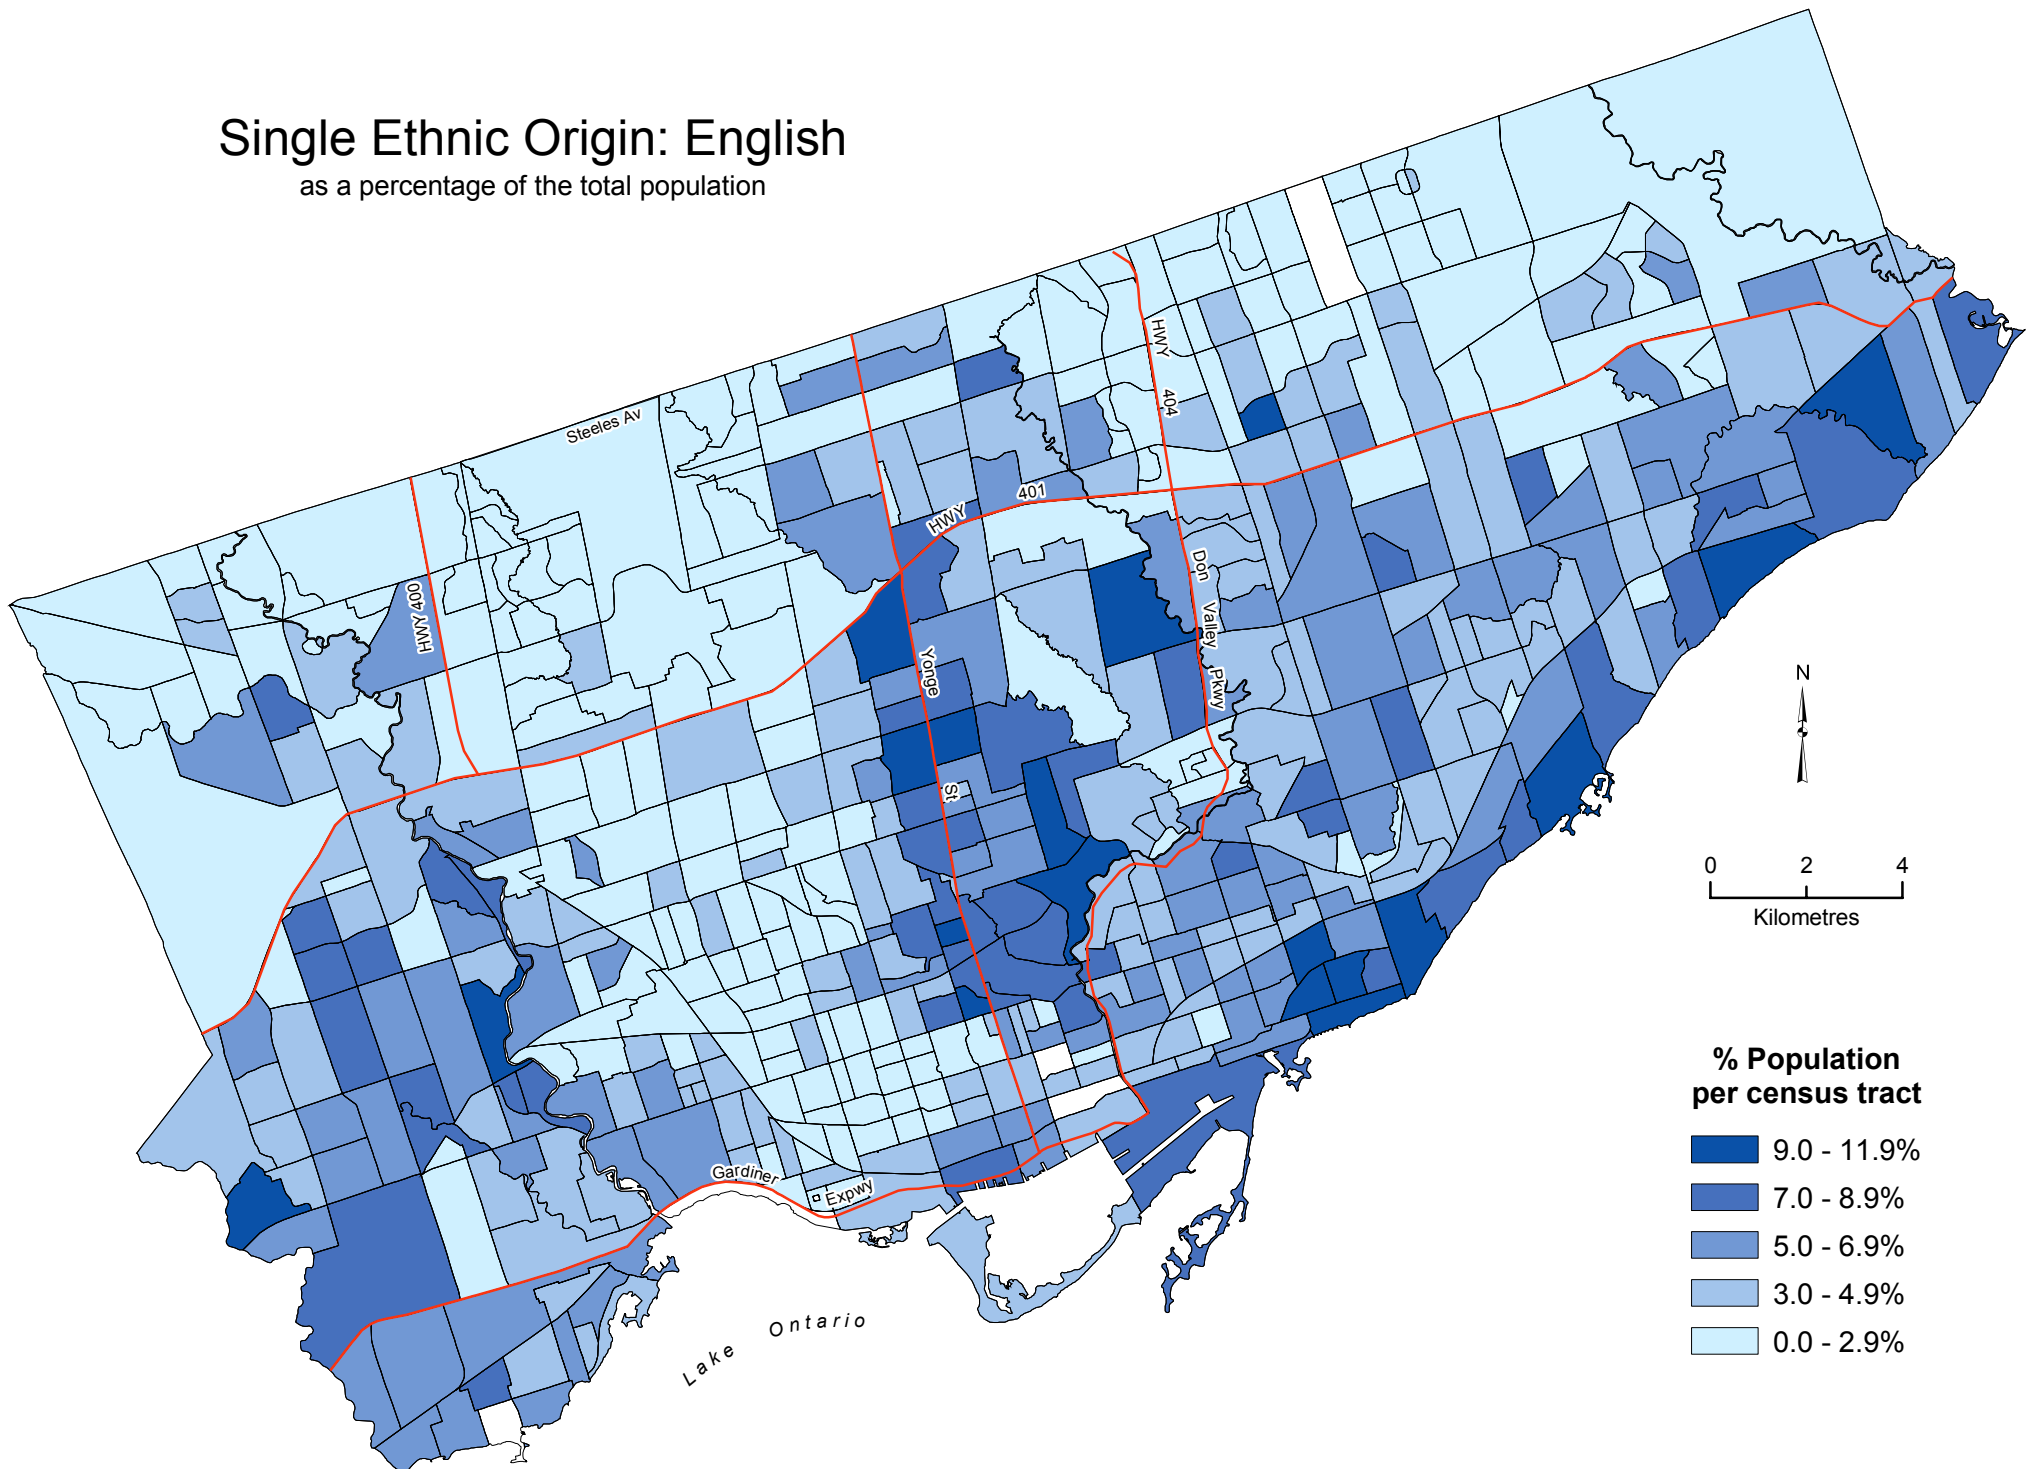 Single Ethnic Origin: English
as a percentage of the total population
Steeles Av
HWY
404
HWY
401
HWY 400
Don
Valley
Pkwy
Yonge
St
N
0 2 4
Kilometres
Gardiner
Expwy
Lake Ontario
% Population
per census tract
9.0 - 11.9%
7.0 - 8.9%
5.0 - 6.9%
3.0 - 4.9%
0.0 - 2.9%